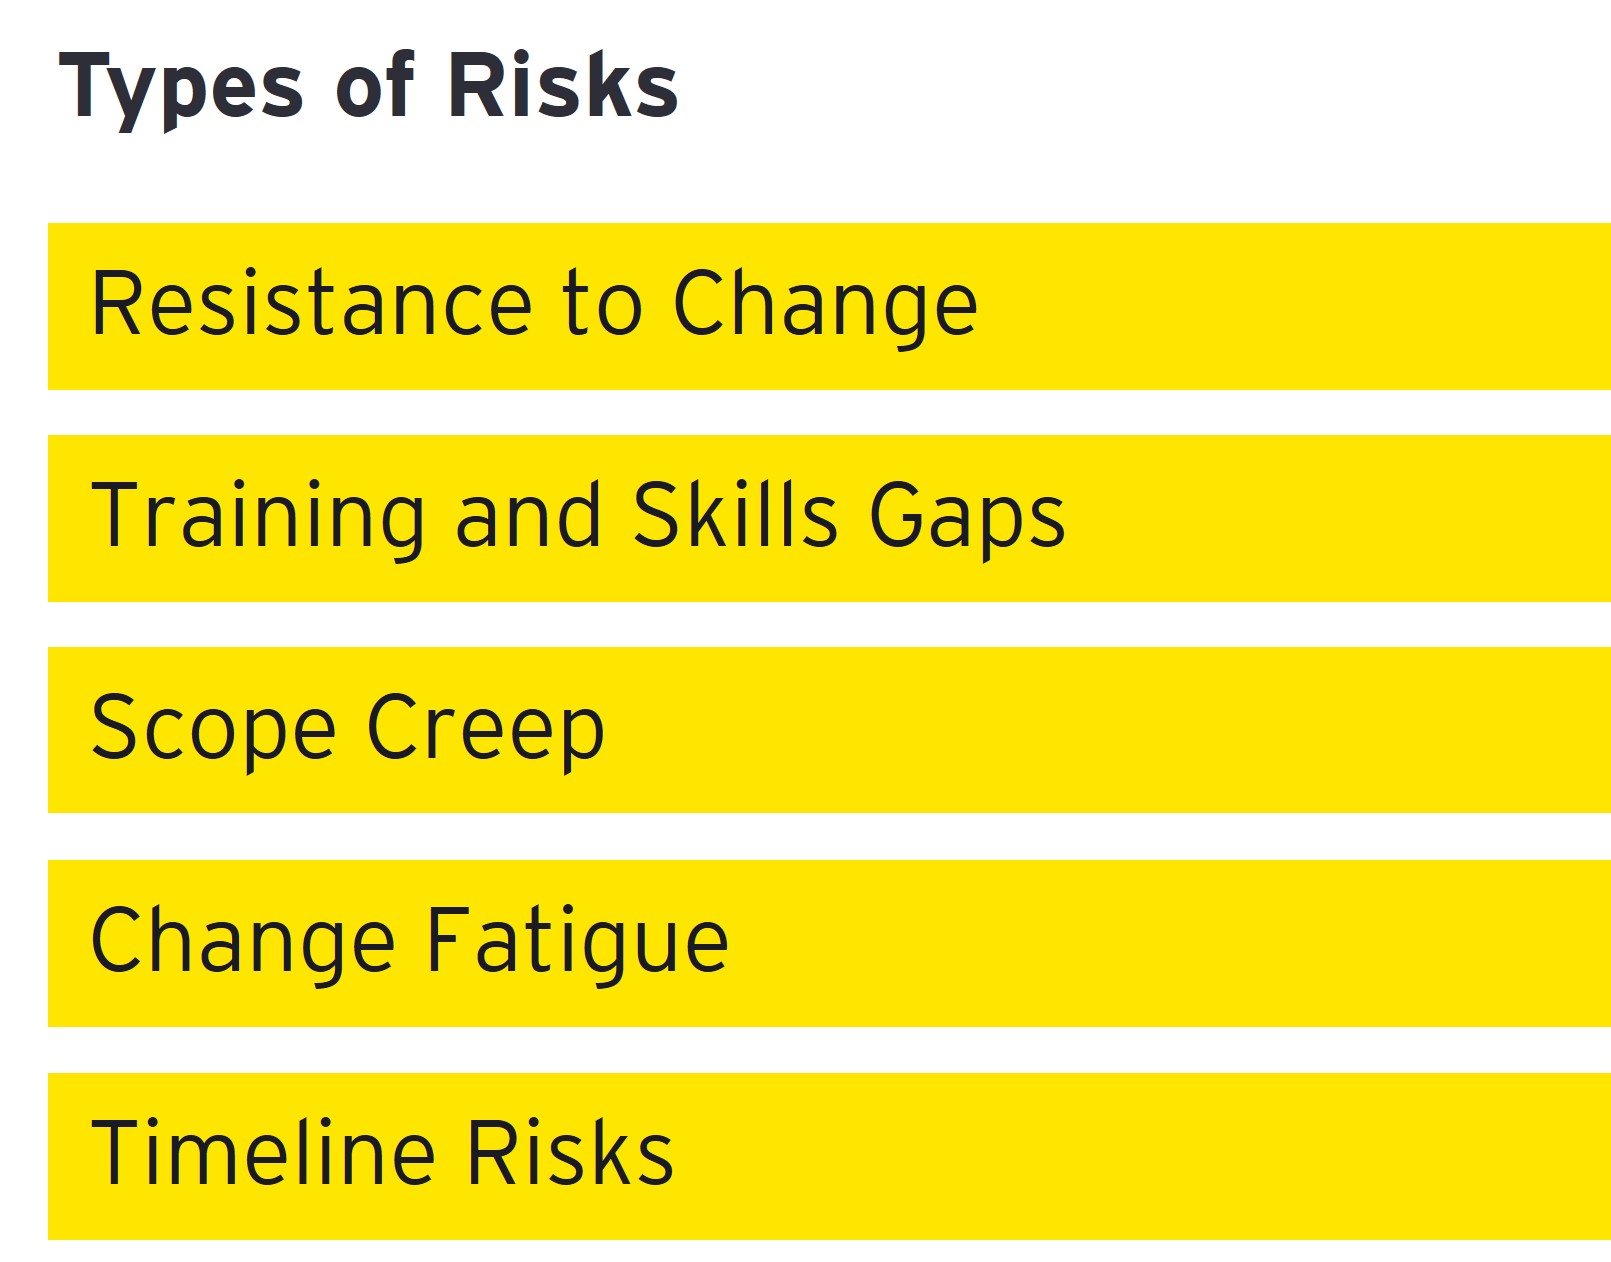 Types of Risks
Resistance to Change
Training and Skills Gaps
Scope Creep
Change Fatigue
Timeline Risks